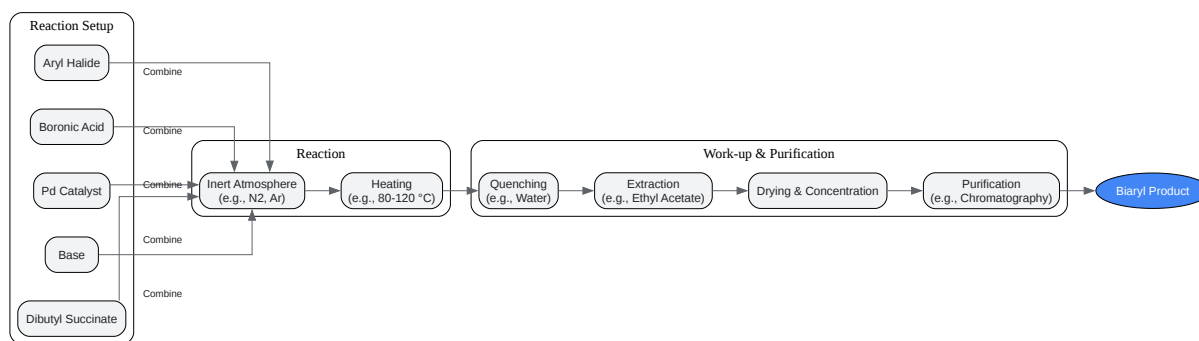 Reaction Setup
Aryl Halide
Combine
Boronic Acid
Combine
Pd Catalyst
Combine
Base
Combine
Dibutyl Succinate
Combine
Reaction
Inert Atmosphere
(e.g., N2, Ar)
Heating
(e.g., 80-120 °C)
Work-up & Purification
Quenching
(e.g., Water)
Extraction
(e.g., Ethyl Acetate)
Drying & Concentration
Purification
(e.g., Chromatography)
Biaryl Product